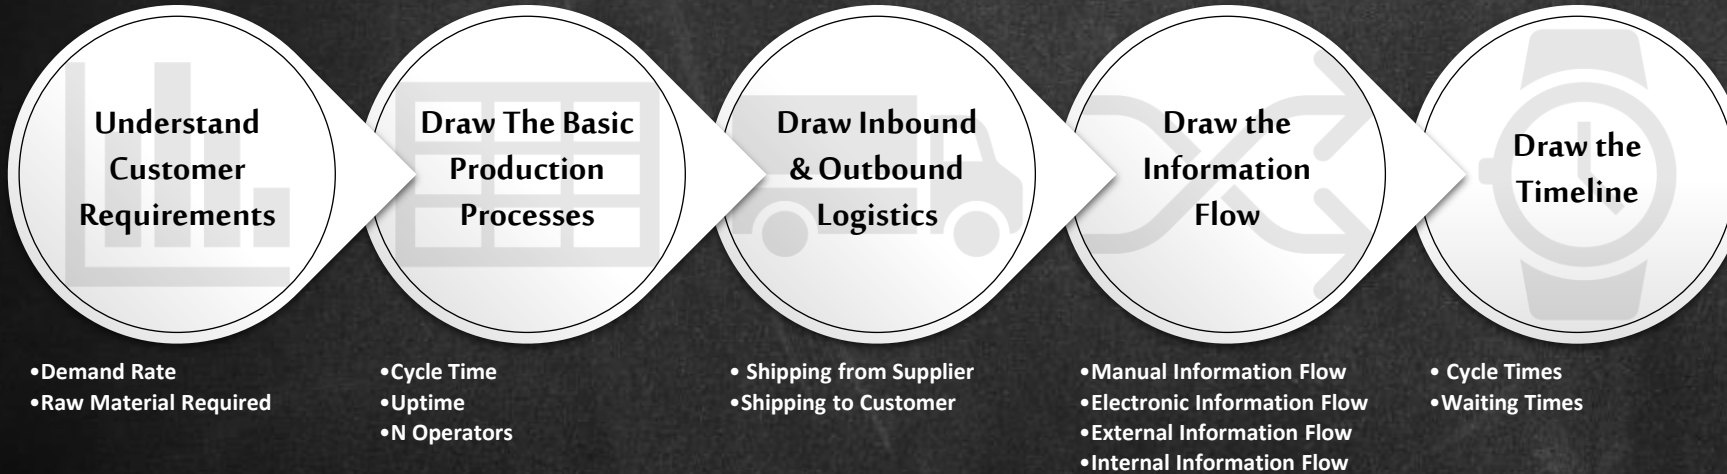 Understand
Customer
Requirements
Draw The Basic
Production
Processes
Draw Inbound
& Outbound
Logistics
Draw the
Information
Flow
Draw the
Timeline
•Demand Rate
•Raw Material Required
•Cycle Time
•Uptime
•N Operators
• Shipping from Supplier
•Shipping to Customer
•Manual Information Flow
•Electronic Information Flow
•External Information Flow
•Internal Information Flow
• Cycle Times
•Waiting Times